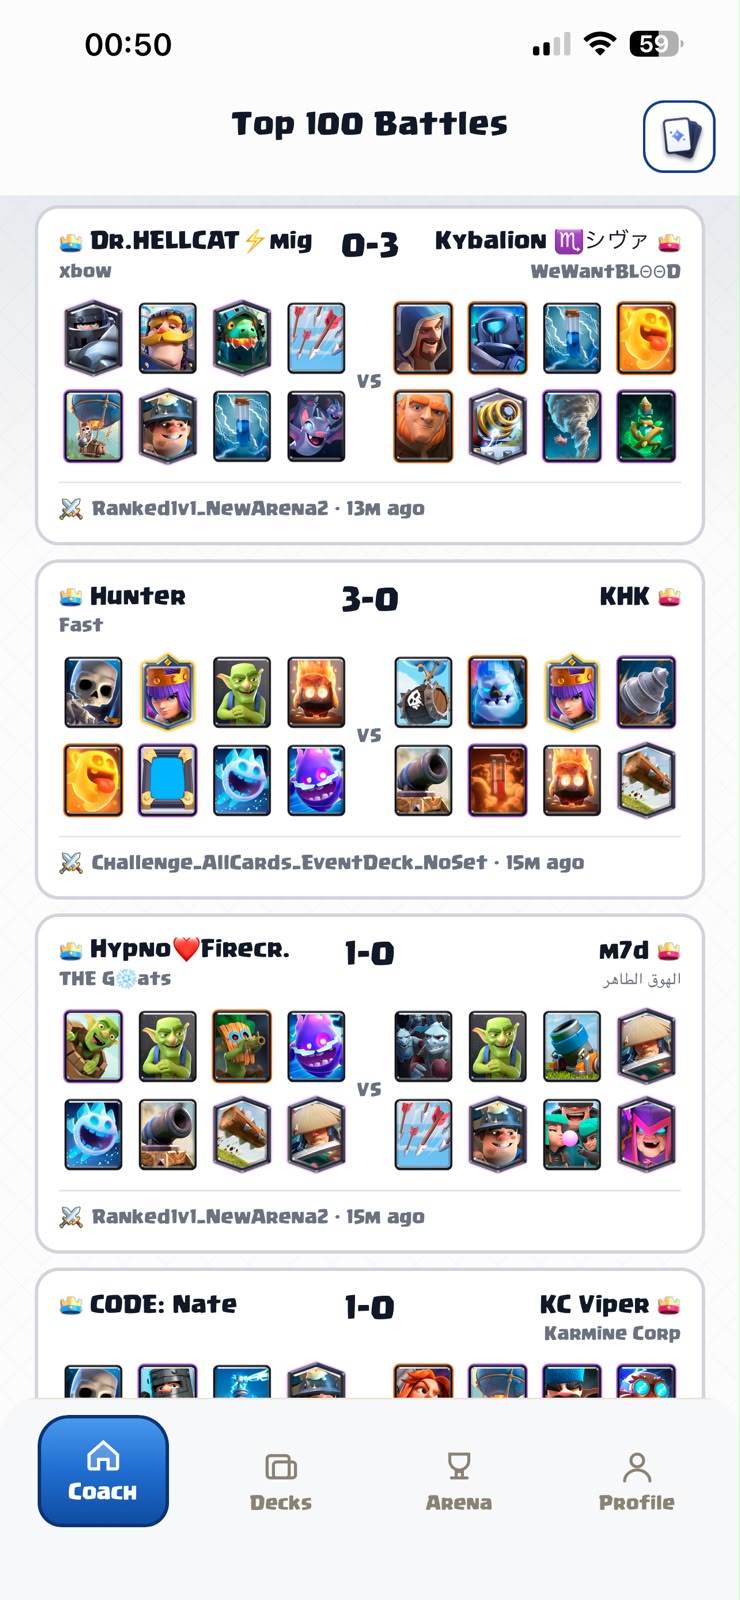 00:50
59
Top 100 Battles
Dr.HELLCAT⚡Mig
0-3
Kybalion ♏シヴァ
xbow
WeWantBLΘΘD
vs
Ranked1v1_NewArena2 · 13m ago
Hunter
3-0
KHK
Fast
vs
Challenge_AllCards_EventDeck_NoSet · 15m ago
Hypno❤️Firecr.
1-0
m7d
THE G❄️ats
الهوق الطاهر
vs
Ranked1v1_NewArena2 · 15m ago
CODE: Nate
1-0
KC Viper
Karmine Corp
Coach
Decks
Arena
Profile